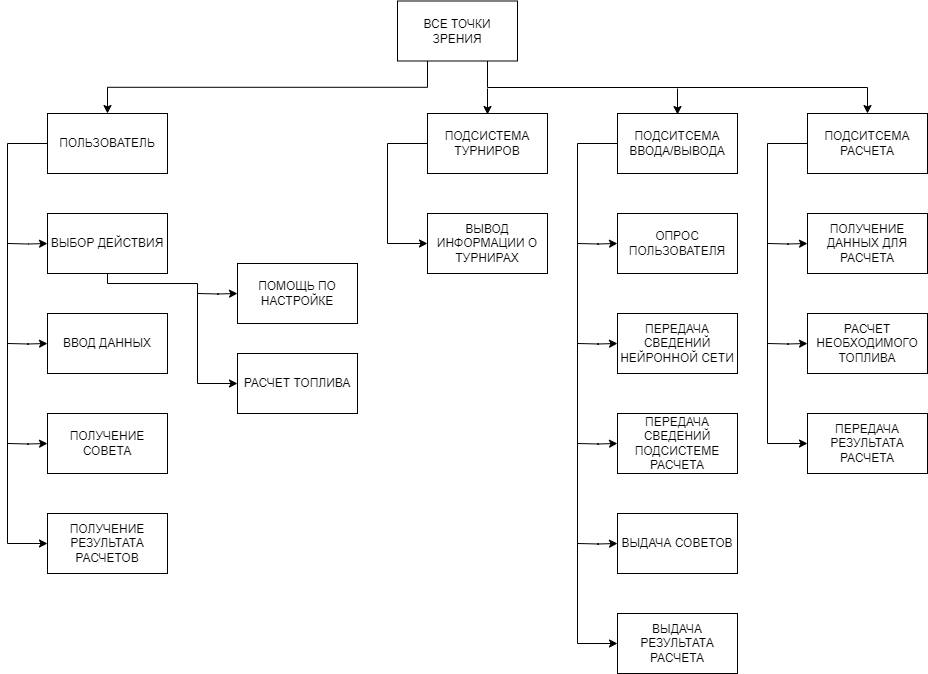 ВСЕ ТОЧКИ
ЗРЕНИЯ
ПОЛЬЗОВАТЕЛЬ
ВЫБОР ДЕЙСТВИЯ
ПОМОЩЬ ПО
НАСТРОЙКЕ
РАСЧЕТ ТОПЛИВА
ВВОД ДАННЫХ
ПОЛУЧЕНИЕ
СОВЕТА
ПОЛУЧЕНИЕ
РЕЗУЛЬТАТА
РАСЧЕТОВ
ПОДСИСТЕМА
ТУРНИРОВ
ВЫВОД
ИНФОРМАЦИИ О
ТУРНИРАХ
ПОДСИТСЕМА
ВВОДА/ВЫВОДА
ОПРОС
ПОЛЬЗОВАТЕЛЯ
ПЕРЕДАЧА
СВЕДЕНИЙ
НЕЙРОННОЙ СЕТИ
ПЕРЕДАЧА
СВЕДЕНИЙ
ПОДСИСТЕМЕ
РАСЧЕТА
ВЫДАЧА СОВЕТОВ
ВЫДАЧА
РЕЗУЛЬТАТА
РАСЧЕТА
ПОДСИТСЕМА
РАСЧЕТА
ПОЛУЧЕНИЕ
ДАННЫХ ДЛЯ
РАСЧЕТА
РАСЧЕТ
НЕОБХОДИМОГО
ТОПЛИВА
ПЕРЕДАЧА
РЕЗУЛЬТАТА
РАСЧЕТА